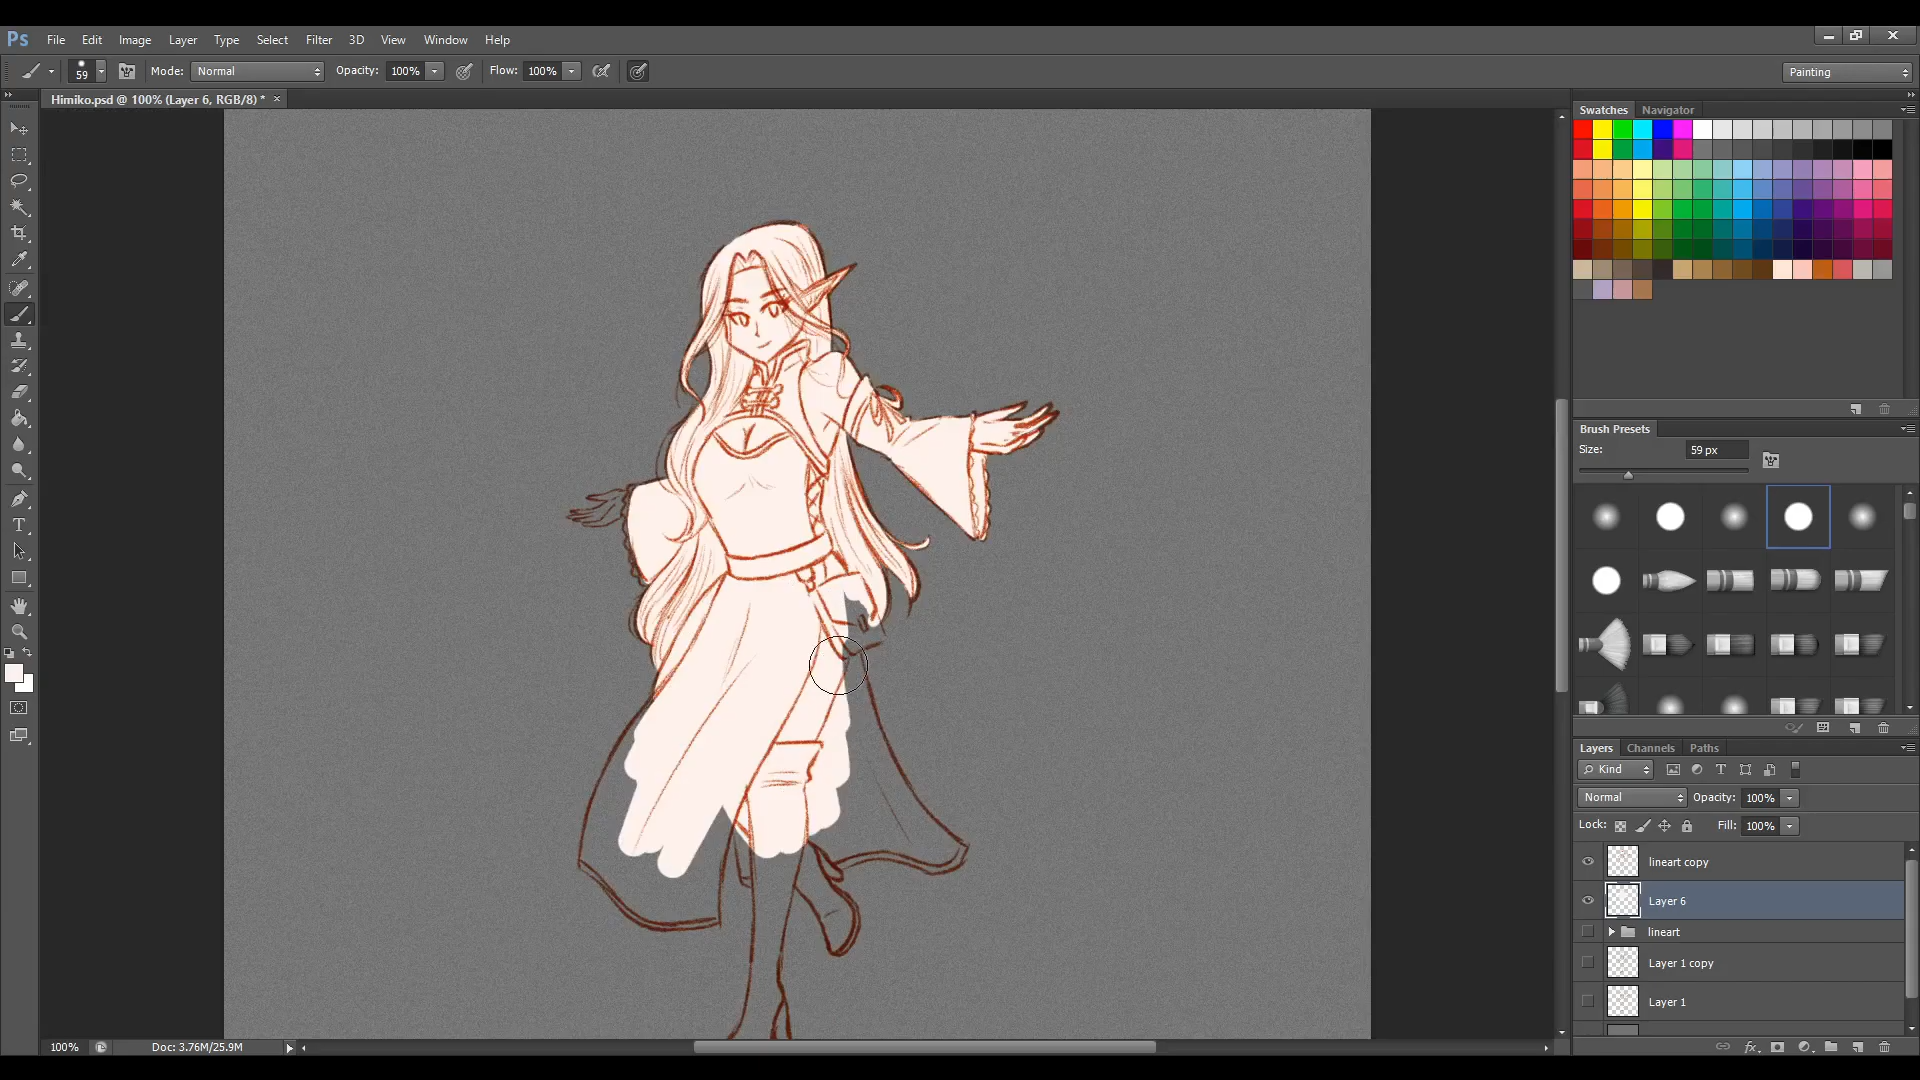 Ps File Edit Image Layer Type Select Filter 3D View Window Help
59 Mode: Normal Opacity: 100% Flow: 100% Painting
Himiko.psd @ 100% (Layer 6, RGB/8) * ×
Swatches Navigator
Brush Presets
Size: 59 px
Layers Channels Paths
Kind
Normal Opacity: 100%
Lock: Fill: 100%
lineart copy
Layer 6
lineart
Layer 1 copy
Layer 1
100% Doc: 3.76M/25.9M